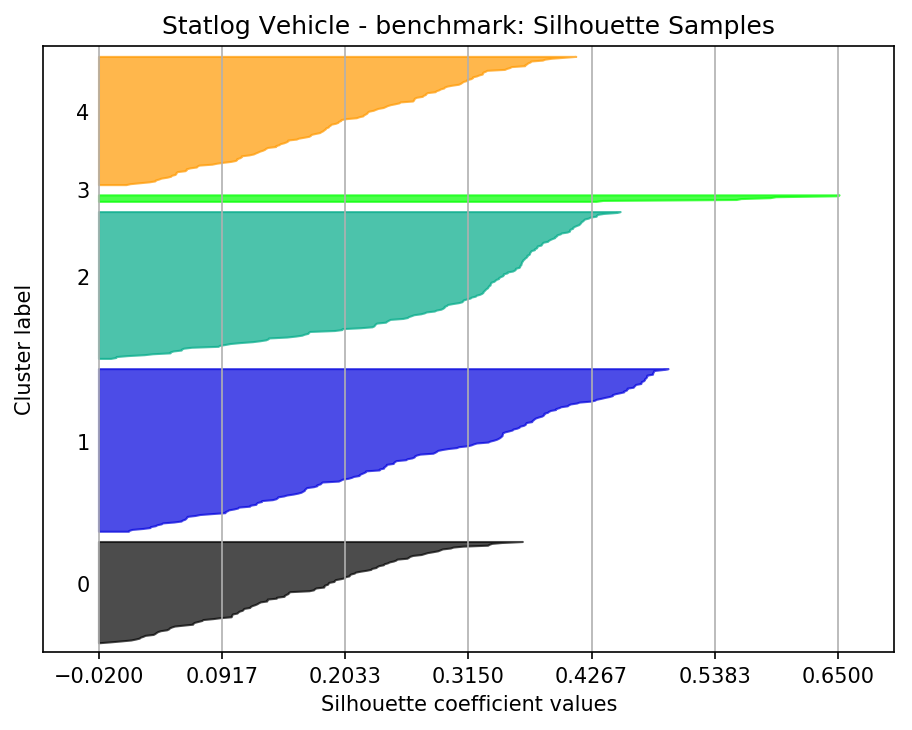 Statlog Vehicle - benchmark: Silhouette Samples
4
3
2
1
0
Cluster label
−0.0200 0.0917 0.2033 0.3150 0.4267 0.5383 0.6500
Silhouette coefficient values